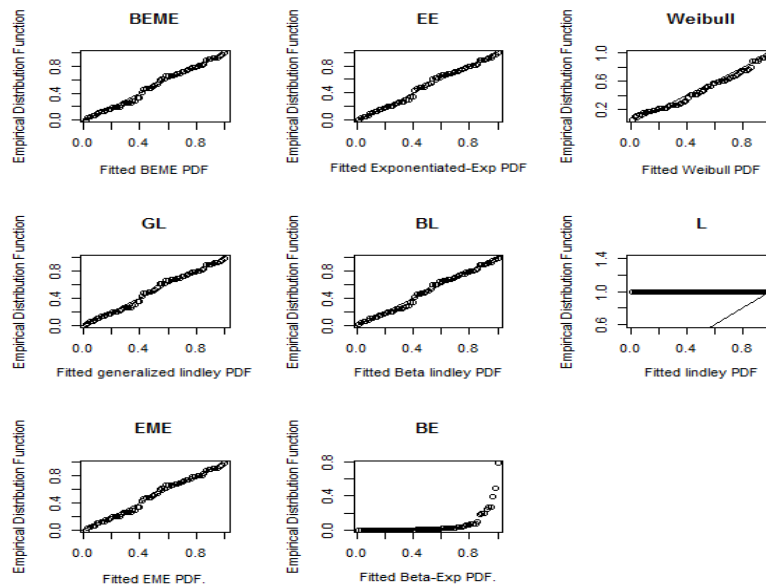 BEME
Empirical Distribution Function
0.0 0.4 0.8
0.0 0.4 0.8
Fitted BEME PDF
EE
Empirical Distribution Function
0.0 0.4 0.8
0.0 0.4 0.8
Fitted Exponentiated-Exp PDF
Weibull
Empirical Distribution Function
0.2 0.6 1.0
0.0 0.4 0.8
Fitted Weibull PDF
GL
Empirical Distribution Function
0.0 0.4 0.8
0.0 0.4 0.8
Fitted generalized lindley PDF
BL
Empirical Distribution Function
0.0 0.4 0.8
0.0 0.4 0.8
Fitted Beta lindley PDF
L
Empirical Distribution Function
0.6 1.0 1.4
0.0 0.4 0.8
Fitted lindley PDF
EME
Empirical Distribution Function
0.0 0.4 0.8
0.0 0.4 0.8
Fitted EME PDF.
BE
Empirical Distribution Function
0.0 0.4 0.8
0.0 0.4 0.8
Fitted Beta-Exp PDF.